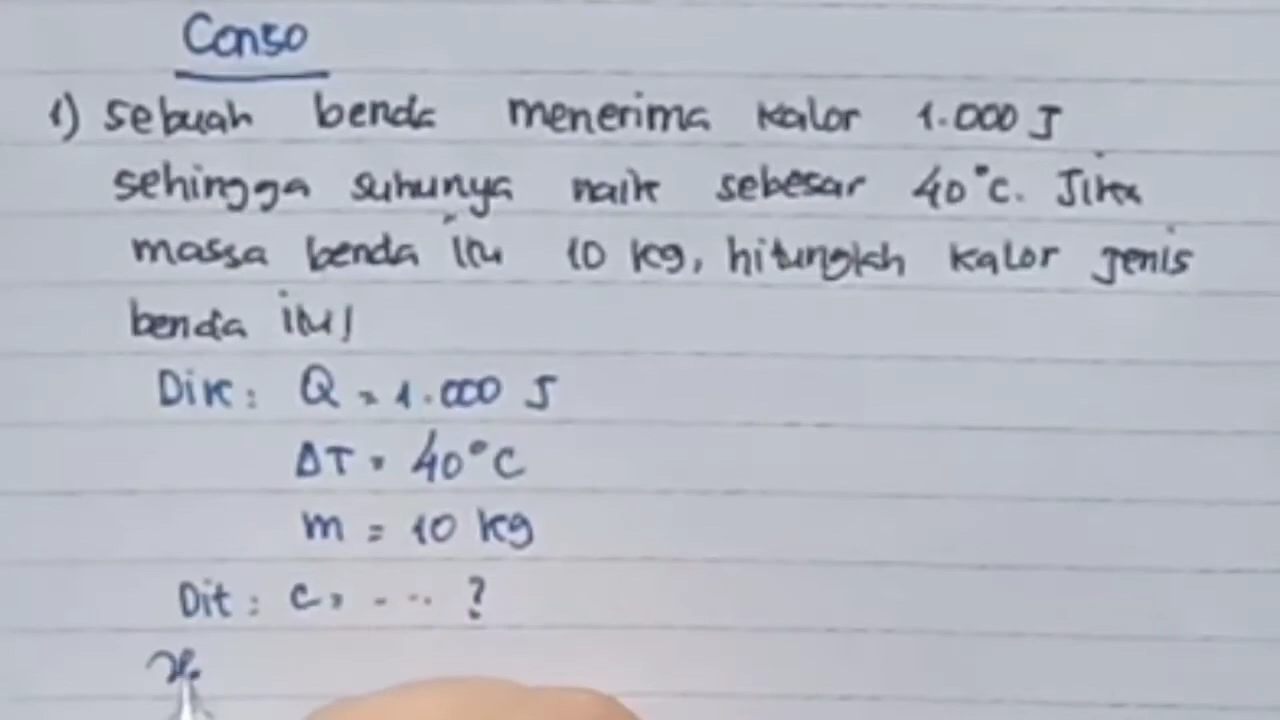 Conso
1) Sebuah benda menerima kalor 1.000 J
sehingga suhunya naik sebesar 40°C. Jika
massa benda itu 10 kg, hitunglah kalor jenis
benda itu!
Dik: Q = 1.000 J
ΔT = 40°C
m = 10 kg
Dit: c = ... ?